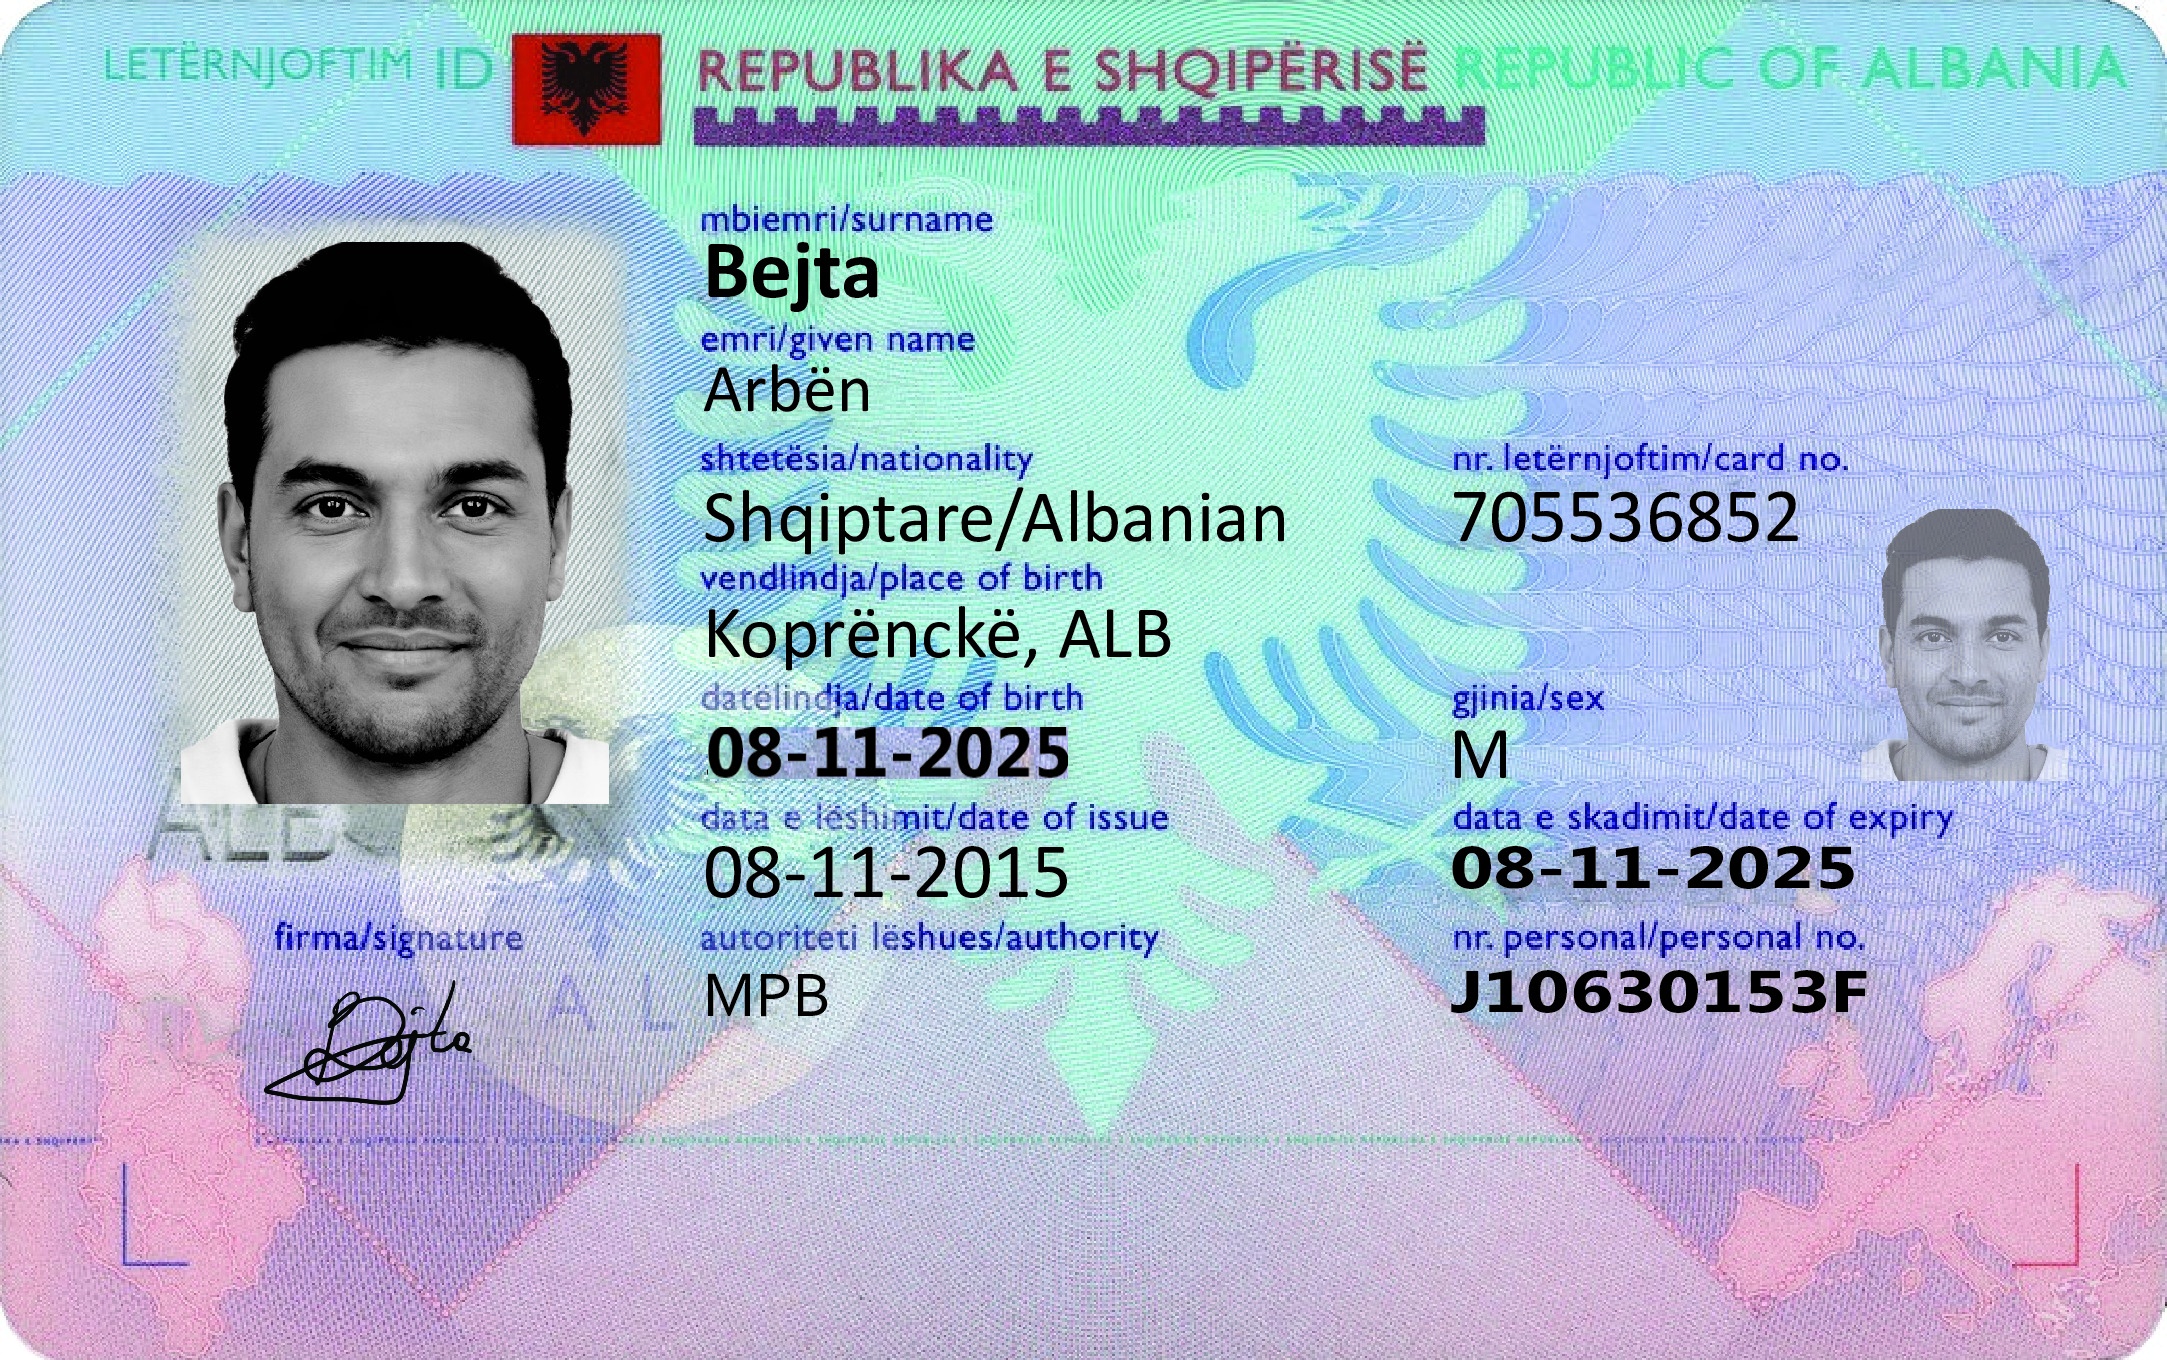 LETËRNJOFTIM ID REPUBLIKA E SHQIPËRISË REPUBLIC OF ALBANIA
mbiemri/surname
Bejta
emri/given name
Arbën
shtetësia/nationality
Shqiptare/Albanian
nr. letërnjoftim/card no.
705536852
vendlindja/place of birth
Koprënckë, ALB
datëlindja/date of birth
08-11-2025
gjinia/sex
M
data e lëshimit/date of issue
08-11-2015
data e skadimit/date of expiry
08-11-2025
autoriteti lëshues/authority
MPB
nr. personal/personal no.
J10630153F
ALB
firma/signature
Bejta
A L